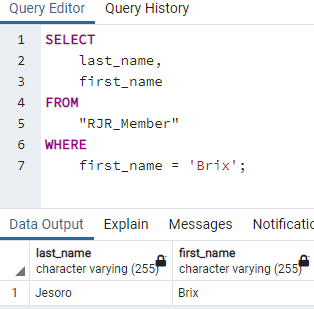 Query Editor Query History
1 SELECT
2 last_name,
3 first_name
4 FROM
5 "RJR_Member"
6 WHERE
7 first_name = 'Brix';
Data Output Explain Messages Notificatio
last_name first_name
character varying (255) character varying (255)
1 Jesoro Brix